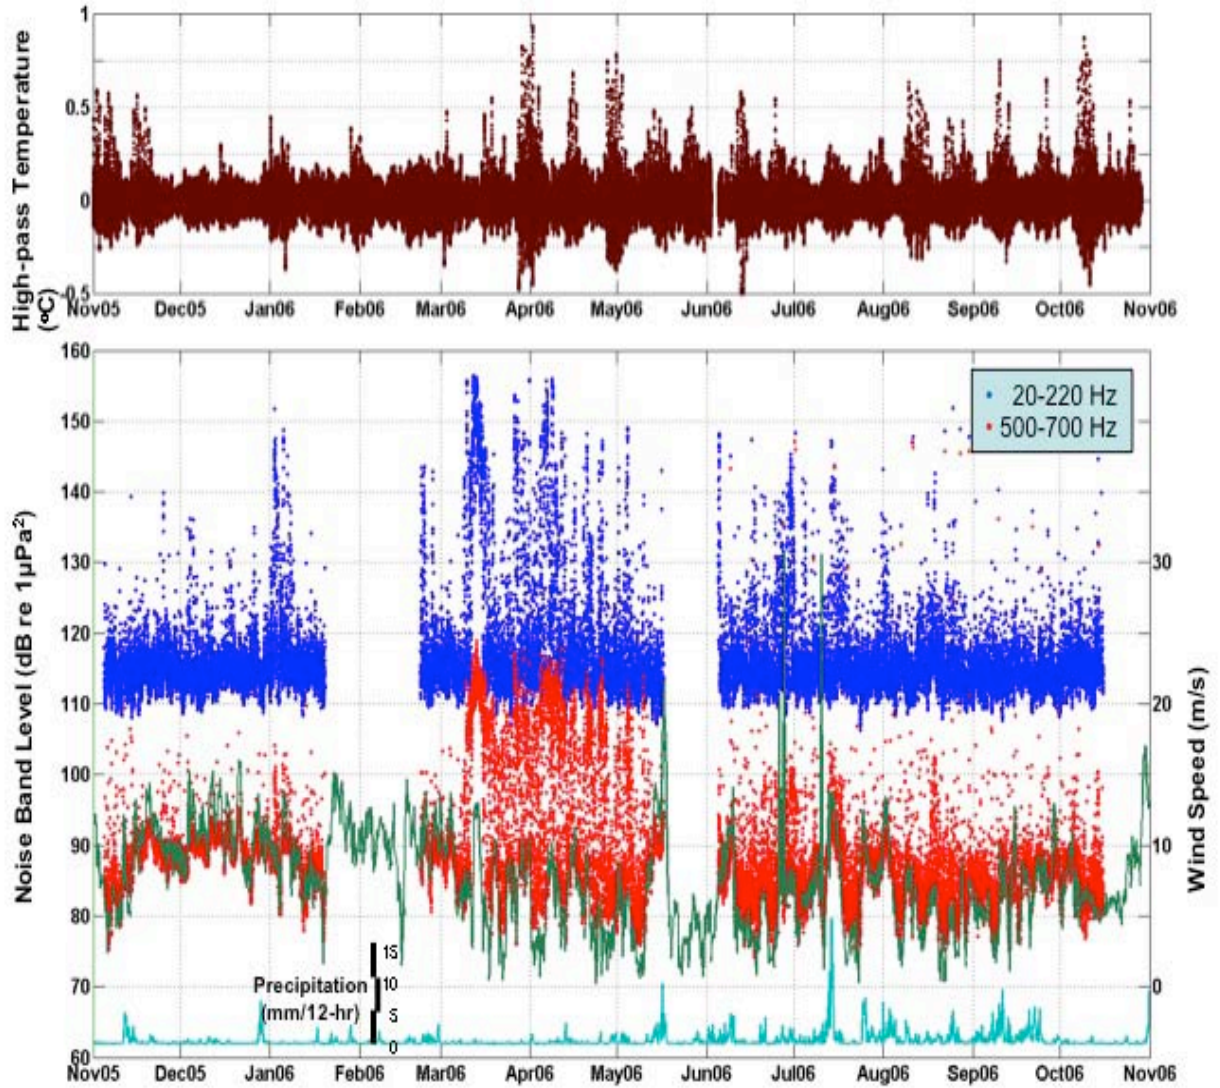 High-pass Temperature
(°C)
1
0.5
0
-0.5
Nov05 Dec05 Jan06 Feb06 Mar06 Apr06 May06 Jun06 Jul06 Aug06 Sep06 Oct06 Nov06
Noise Band Level (dB re 1µPa²)
160
150
140
130
120
110
100
90
80
70
60
20-220 Hz
500-700 Hz
Wind Speed (m/s)
30
20
10
0
Precipitation
(mm/12-hr)
15
10
5
0
Nov05 Dec05 Jan06 Feb06 Mar06 Apr06 May06 Jun06 Jul06 Aug06 Sep06 Oct06 Nov06